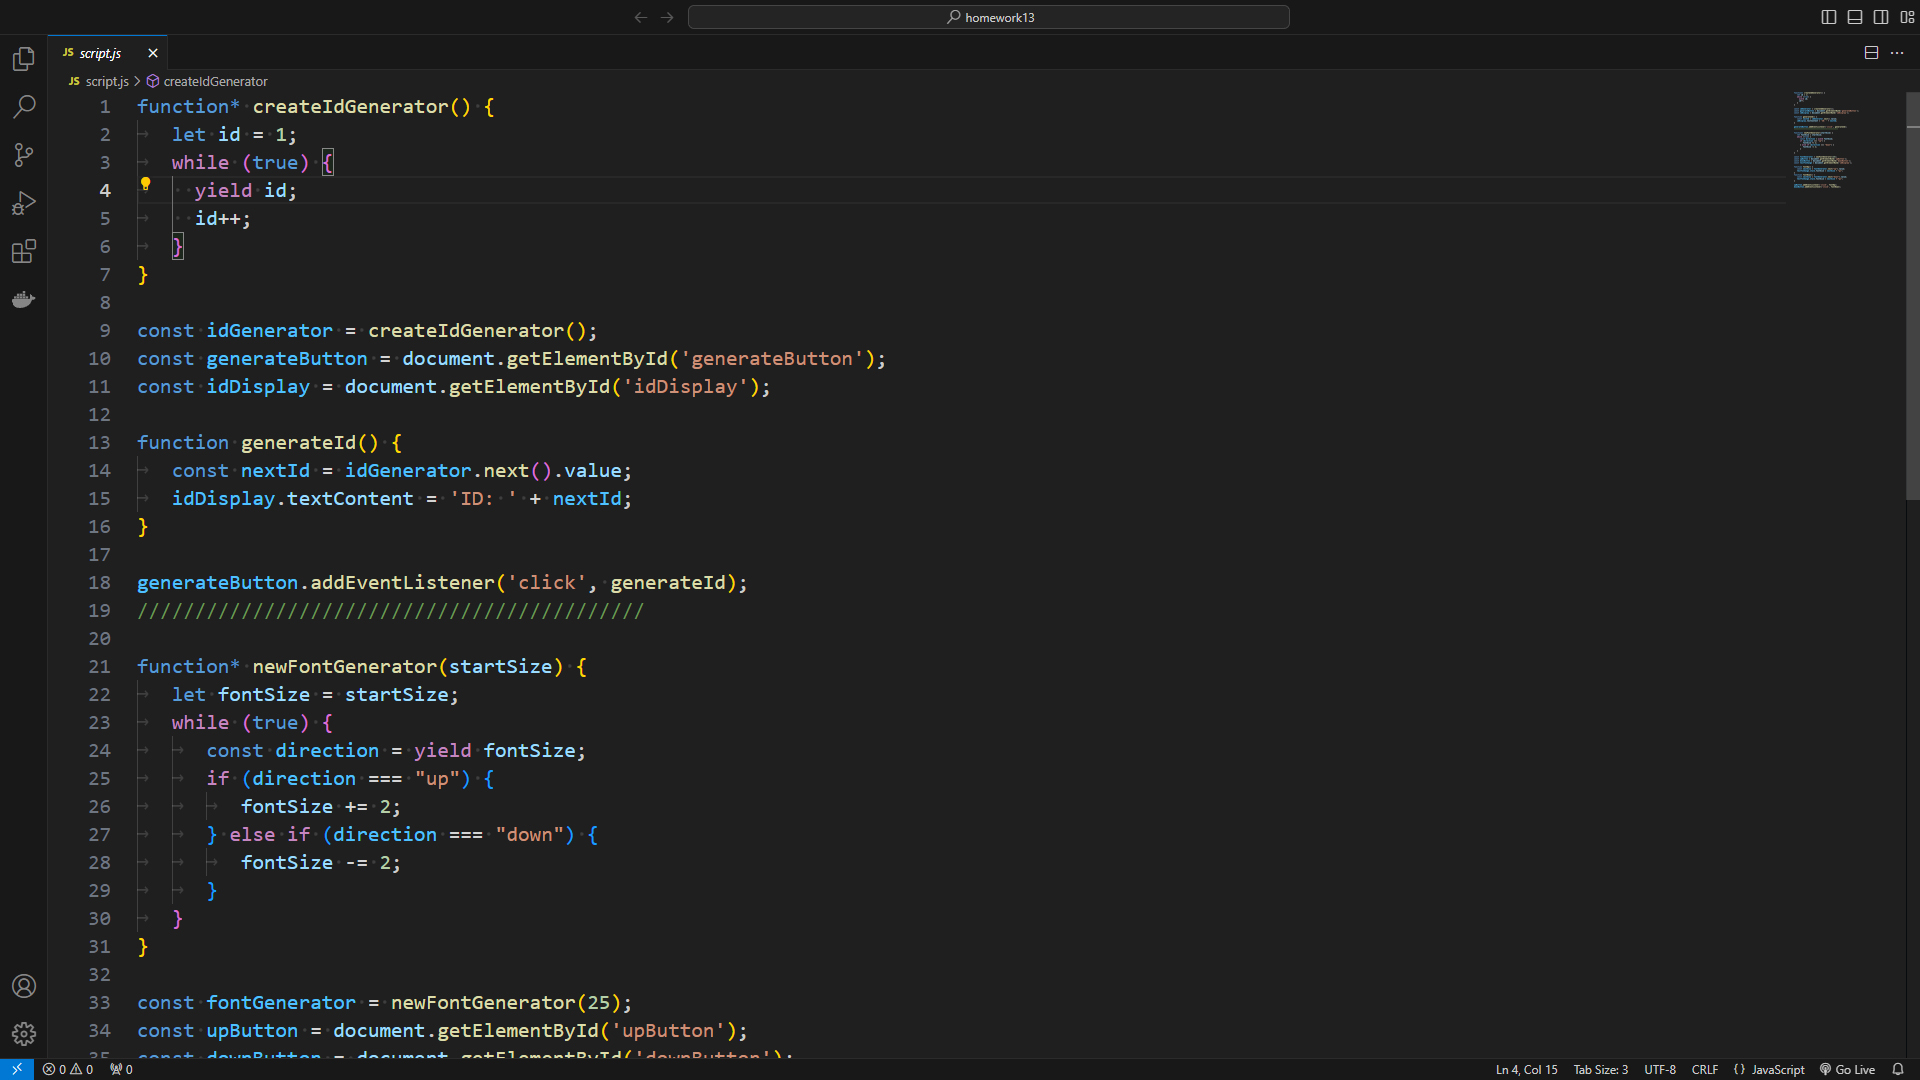 homework13
JS script.js
JS script.js > createIdGenerator
1 function* createIdGenerator() {
2 let id = 1;
3 while (true) {
4 yield id;
5 id++;
6 }
7 }
8
9 const idGenerator = createIdGenerator();
10 const generateButton = document.getElementById('generateButton');
11 const idDisplay = document.getElementById('idDisplay');
12
13 function generateId() {
14 const nextId = idGenerator.next().value;
15 idDisplay.textContent = 'ID: ' + nextId;
16 }
17
18 generateButton.addEventListener('click', generateId);
19 ////////////////////////////////////////////
20
21 function* newFontGenerator(startSize) {
22 let fontSize = startSize;
23 while (true) {
24 const direction = yield fontSize;
25 if (direction === "up") {
26 fontSize += 2;
27 } else if (direction === "down") {
28 fontSize -= 2;
29 }
30 }
31 }
32
33 const fontGenerator = newFontGenerator(25);
34 const upButton = document.getElementById('upButton');
35 const downButton = document.getElementById('downButton');
0 0 0 Ln 4, Col 15 Tab Size: 3 UTF-8 CRLF {} JavaScript Go Live